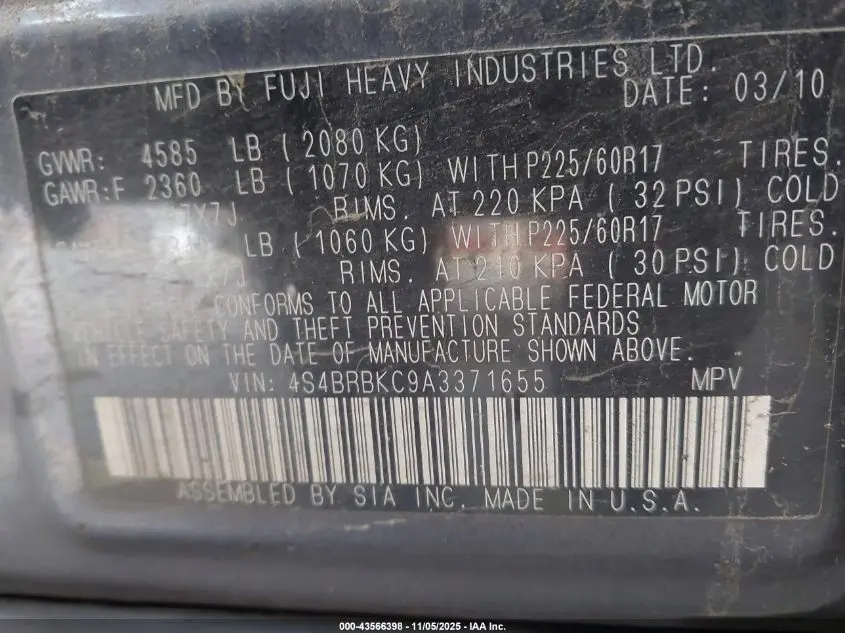 MFD BY FUJI HEAVY INDUSTRIES LTD.
DATE: 03/10
GVWR: 4585 LB ( 2080 KG)
GAWR:F 2360 LB ( 1070 KG) WITH P225/60R17 TIRES.
7X7J RIMS. AT 220 KPA ( 32 PSI) COLD
LB ( 1060 KG) WITH P225/60R17 TIRES.
X7J RIMS. AT 210 KPA ( 30 PSI) COLD
CONFORMS TO ALL APPLICABLE FEDERAL MOTOR
VEHICLE SAFETY AND THEFT PREVENTION STANDARDS
IN EFFECT ON THE DATE OF MANUFACTURE SHOWN ABOVE.
VIN: 4S4BRBKC9A3371655 MPV
ASSEMBLED BY SIA INC. MADE IN U.S.A.
000-43566398 - 11/05/2025 - IAA Inc.